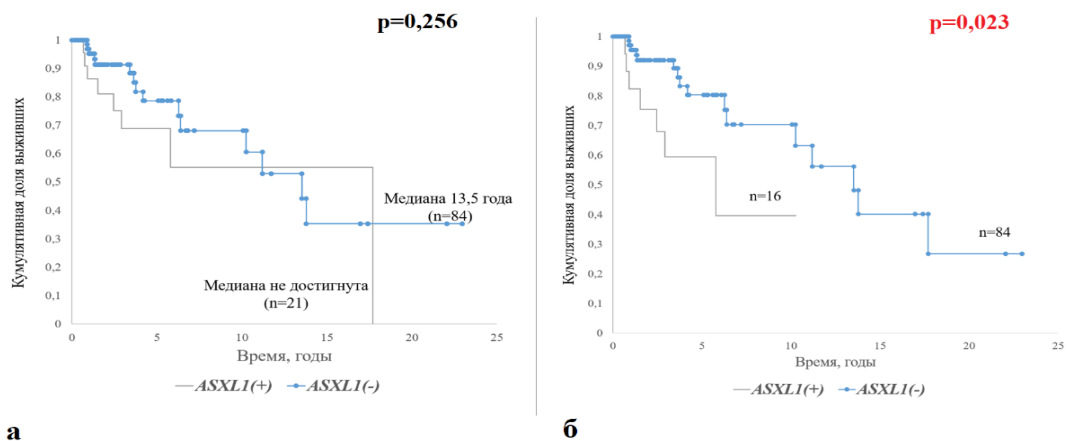 p=0,256
Кумулятивная доля выживших
1
0,9
0,8
0,7
0,6
0,5
0,4
0,3
0,2
0,1
0
Медиана 13,5 года
(n=84)
Медиана не достигнута
(n=21)
0 5 10 15 20 25
Время, годы
ASXL1(+) ASXL1(-)
а
p=0,023
Кумулятивная доля выживших
1
0,9
0,8
0,7
0,6
0,5
0,4
0,3
0,2
0,1
0
n=16
n=84
0 5 10 15 20 25
Время, годы
ASXL1(+) ASXL1(-)
б